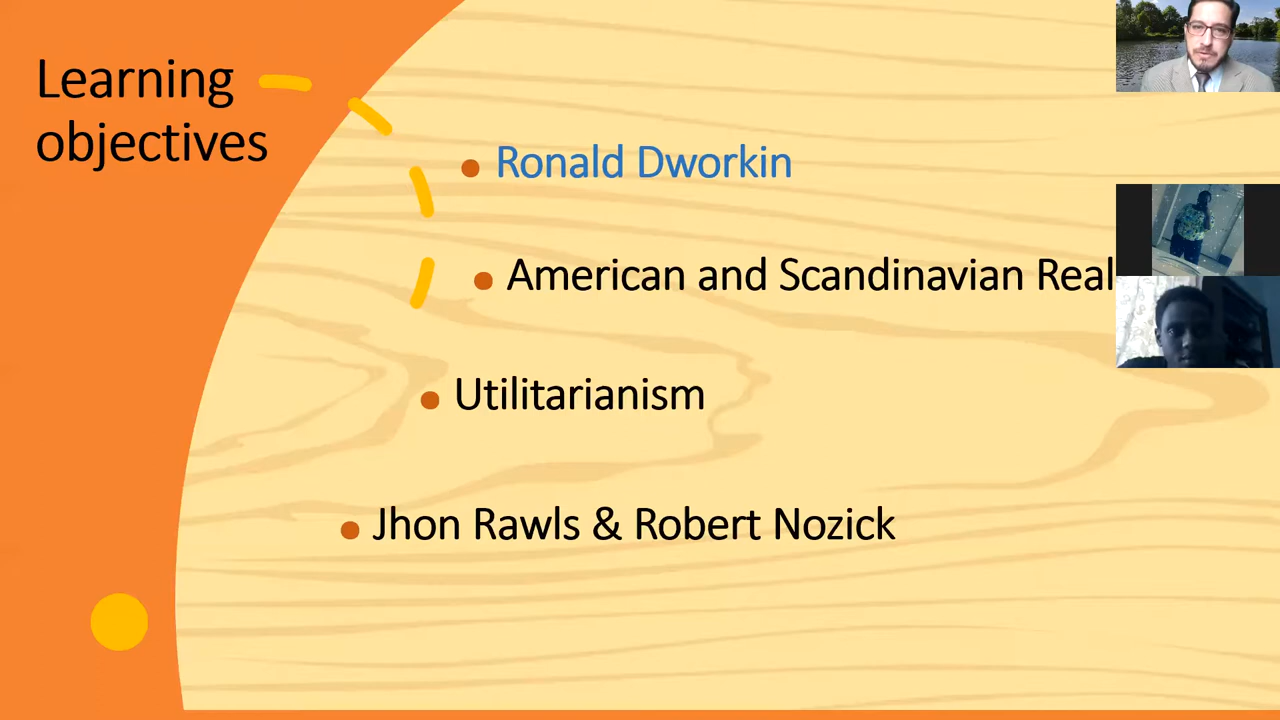 Learning
objectives
Ronald Dworkin
American and Scandinavian Real
Utilitarianism
Jhon Rawls & Robert Nozick